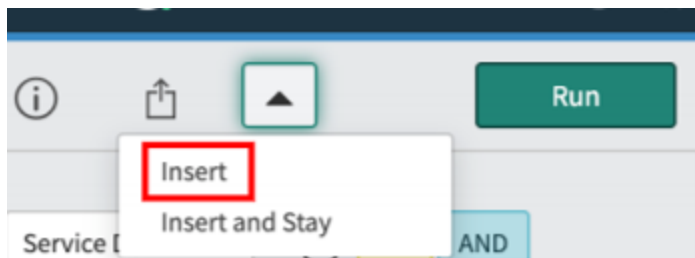 Run
Insert
Insert and Stay
Service D
AND